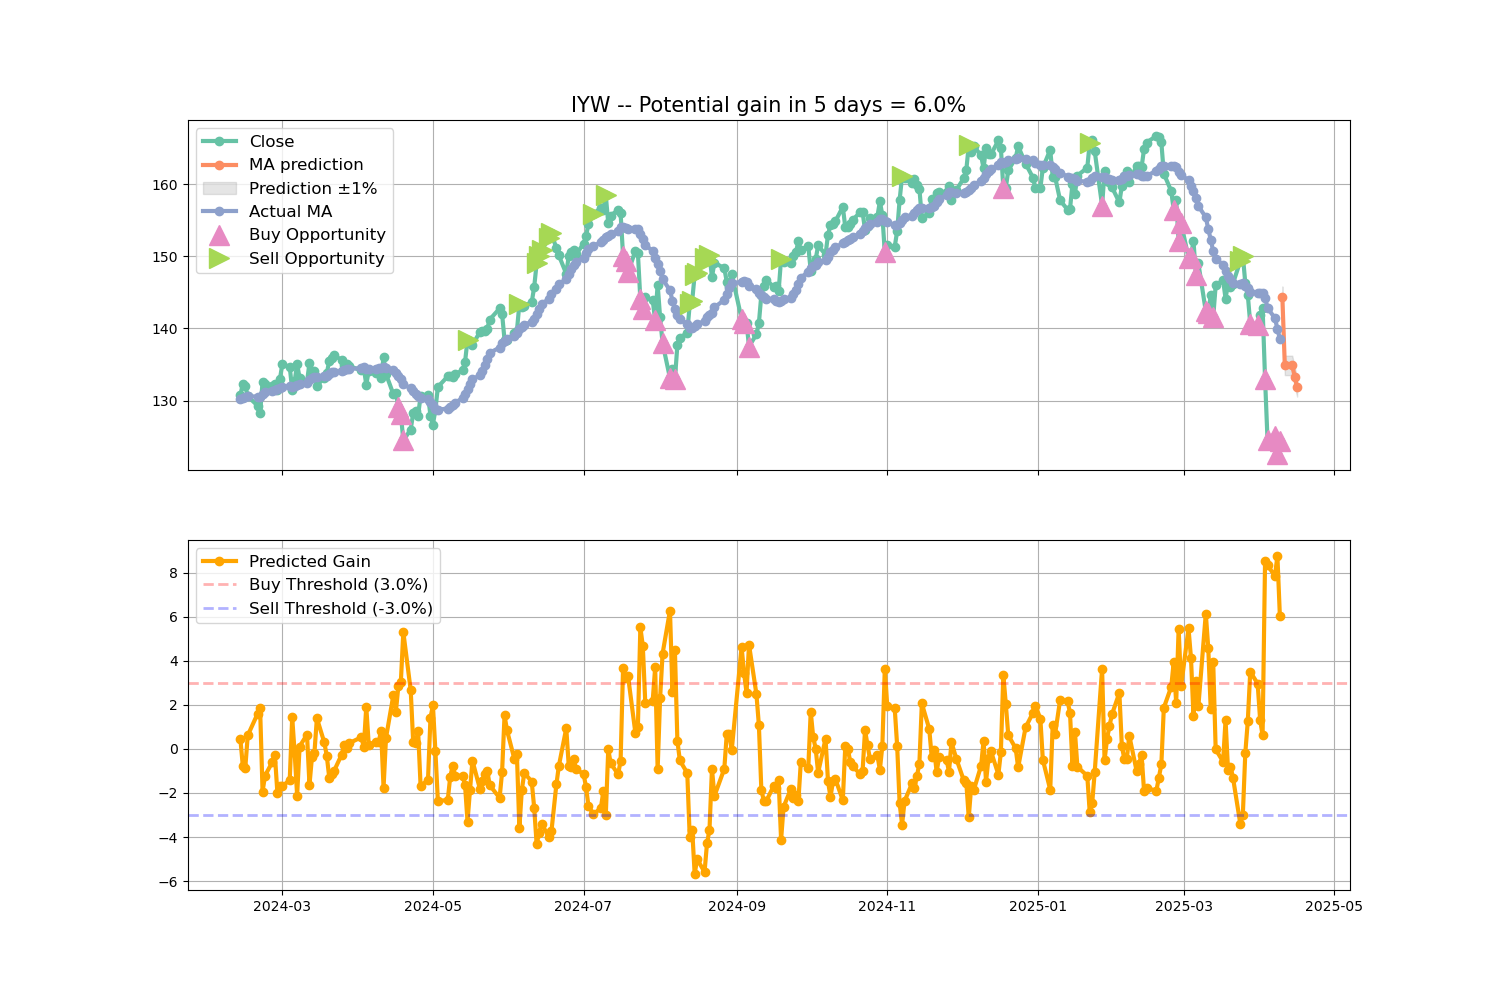 IYW -- Potential gain in 5 days = 6.0%
Close
MA prediction
Prediction ±1%
Actual MA
Buy Opportunity
Sell Opportunity
160
150
140
130
Predicted Gain
Buy Threshold (3.0%)
Sell Threshold (-3.0%)
8
6
4
2
0
−2
−4
−6
2024-03 2024-05 2024-07 2024-09 2024-11 2025-01 2025-03 2025-05